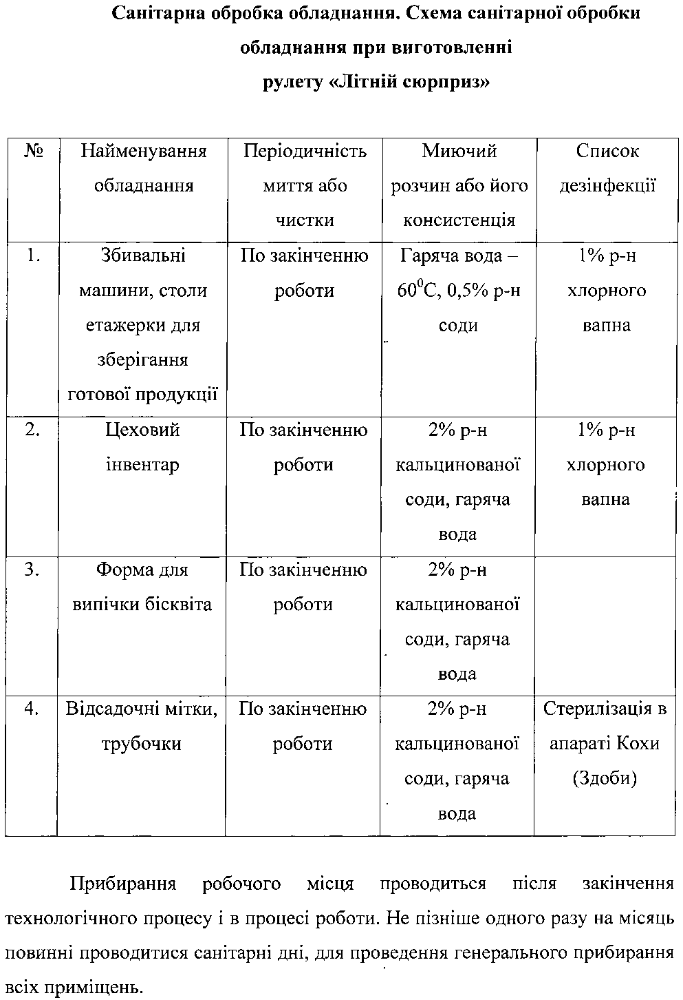 Санітарна обробка обладнання. Схема санітарної обробки
обладнання при виготовленні
рулету «Літній сюрприз»
№
Найменування
обладнання
Періодичність
миття або
чистки
Миючий
розчин або його
консистенція
Список
дезінфекції
1.
Збивальні
машини, столи
етажерки для
зберігання
готової продукції
По закінченню
роботи
Гаряча вода –
60⁰С, 0,5% р-н
соди
1% р-н
хлорного
вапна
2.
Цеховий
інвентар
По закінченню
роботи
2% р-н
кальцинованої
соди, гаряча
вода
1% р-н
хлорного
вапна
3.
Форма для
випічки бісквіта
По закінченню
роботи
2% р-н
кальцинованої
соди, гаряча
вода
4.
Відсадочні мітки,
трубочки
По закінченню
роботи
2% р-н
кальцинованої
соди, гаряча
вода
Стерилізація в
апараті Кохи
(Здоби)
Прибирання робочого місця проводиться після закінчення
технологічного процесу і в процесі роботи. Не пізніше одного разу на місяць
повинні проводитися санітарні дні, для проведення генерального прибирання
всіх приміщень.